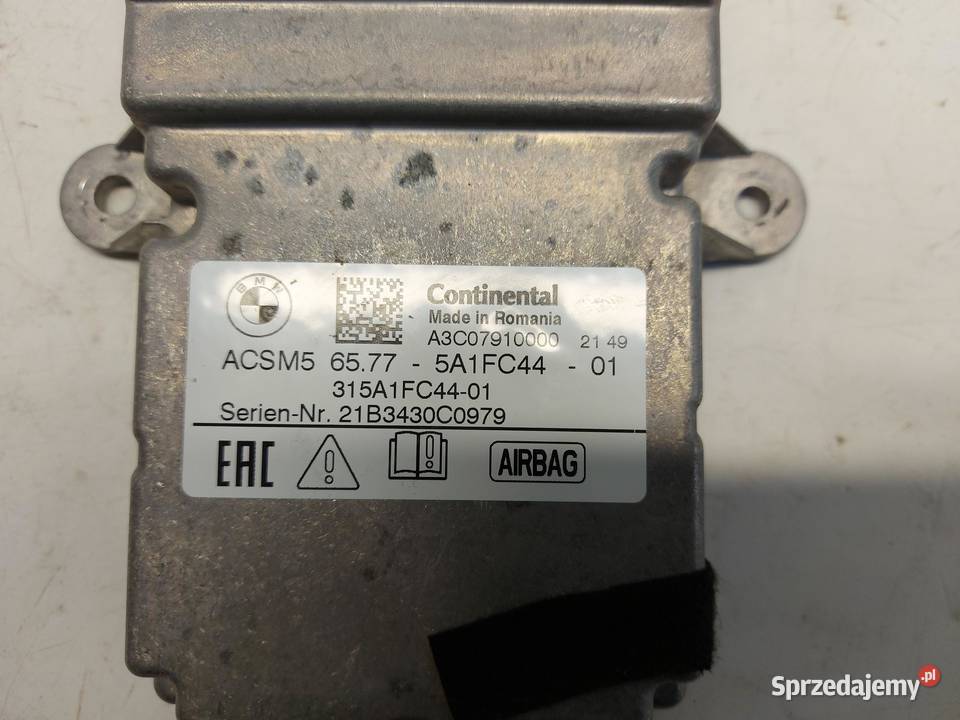 BMW
Continental
Made in Romania
A3C07910000 21 49
ACSM5 65.77 - 5A1FC44 - 01
315A1FC44-01
Serien-Nr. 21B3430C0979
EAC
AIRBAG
Sprzedajemy.pl